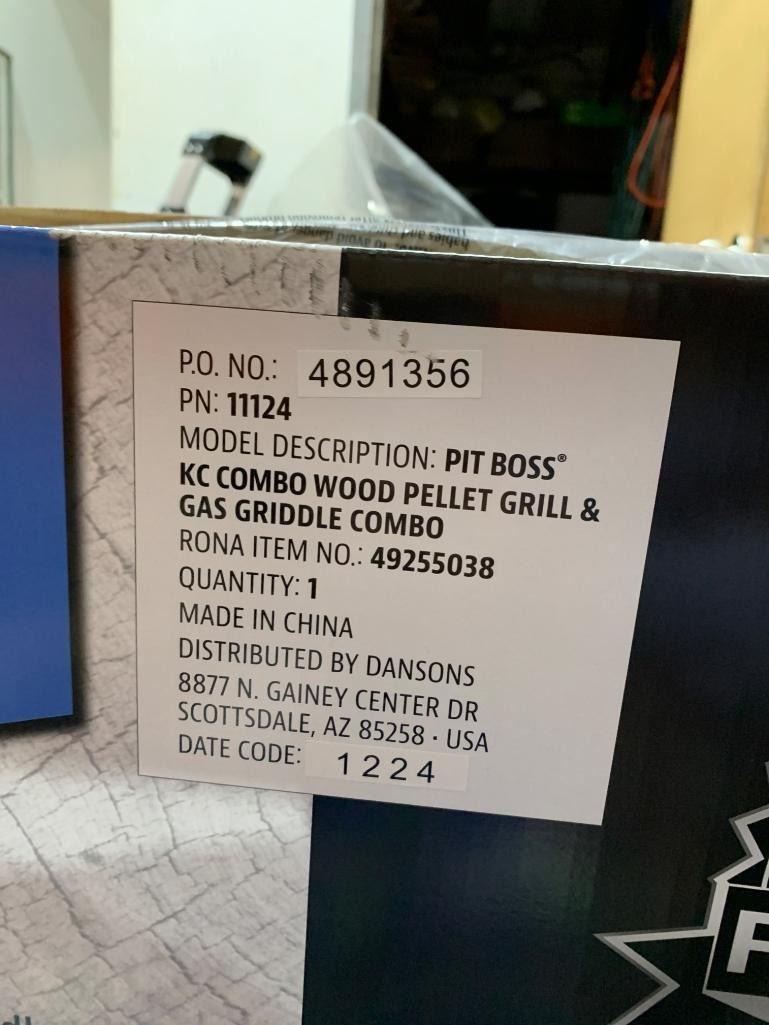 P.O. NO.: 4891356
PN: 11124
MODEL DESCRIPTION: PIT BOSS®
KC COMBO WOOD PELLET GRILL &
GAS GRIDDLE COMBO
RONA ITEM NO.: 49255038
QUANTITY: 1
MADE IN CHINA
DISTRIBUTED BY DANSONS
8877 N. GAINEY CENTER DR
SCOTTSDALE, AZ 85258 · USA
DATE CODE: 1224